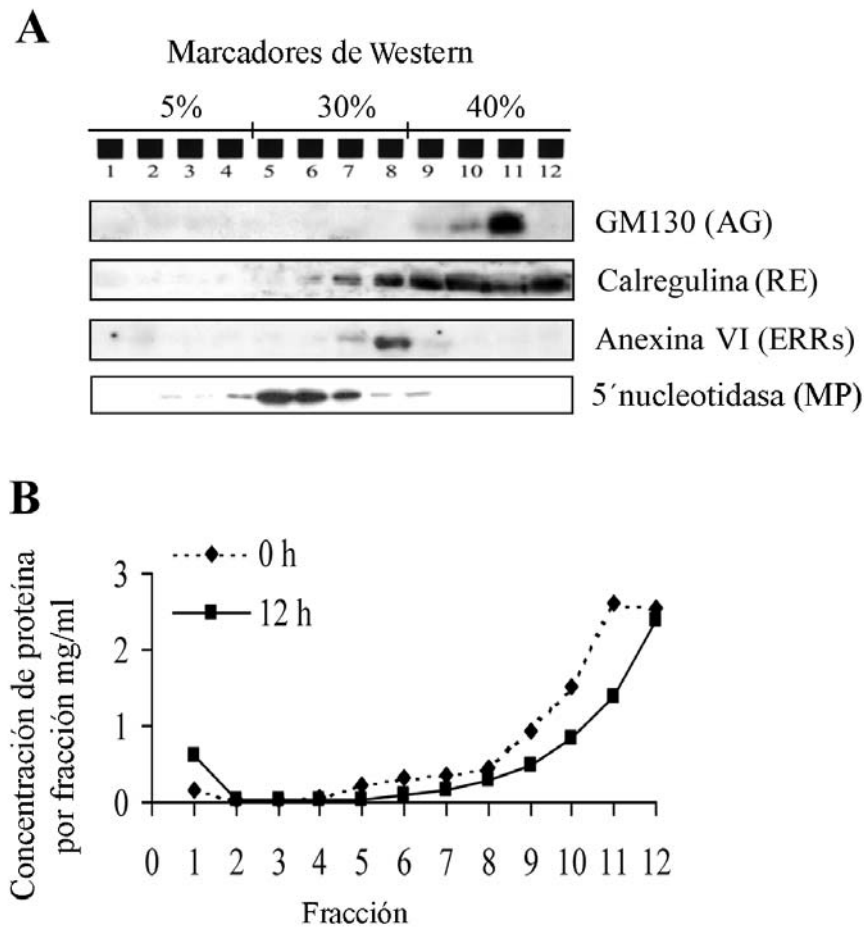 A
Marcadores de Western
5% 30% 40%
1 2 3 4 5 6 7 8 9 10 11 12
GM130 (AG)
Calregulina (RE)
Anexina VI (ERRs)
5´nucleotidasa (MP)
B
Concentración de proteína
por fracción mg/ml
0 h
12 h
3
2
1
0
0 1 2 3 4 5 6 7 8 9 10 11 12
Fracción